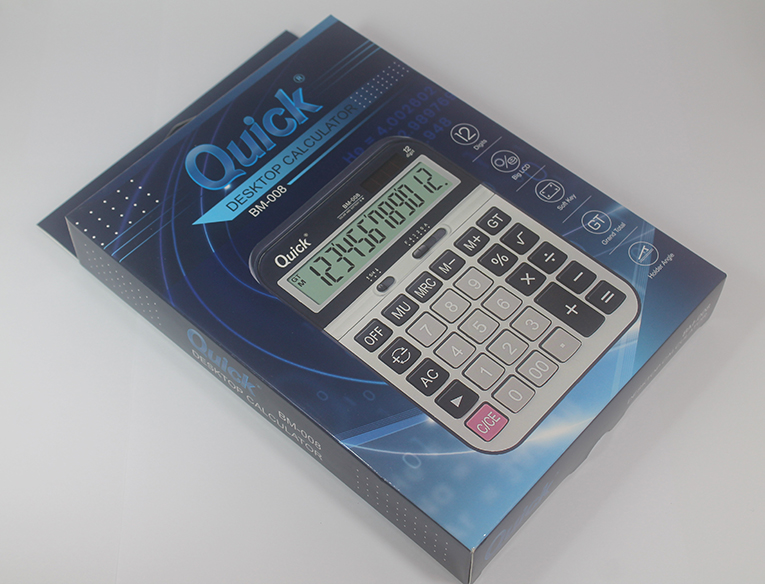 Quick®
DESKTOP CALCULATOR
BM-008
12
Digits
Big LCD
Soft Key
GT
Grand Total
Holder Angle
BM-008
Quick®
GT
M
123456789012.
OFF
MU
MRC
M−
M+
GT
7
8
9
%
√
AC
4
5
6
×
÷
▶
1
2
3
+
−
C/CE
0
00
.
=
Quick
DESKTOP CALCULATOR
BM-008